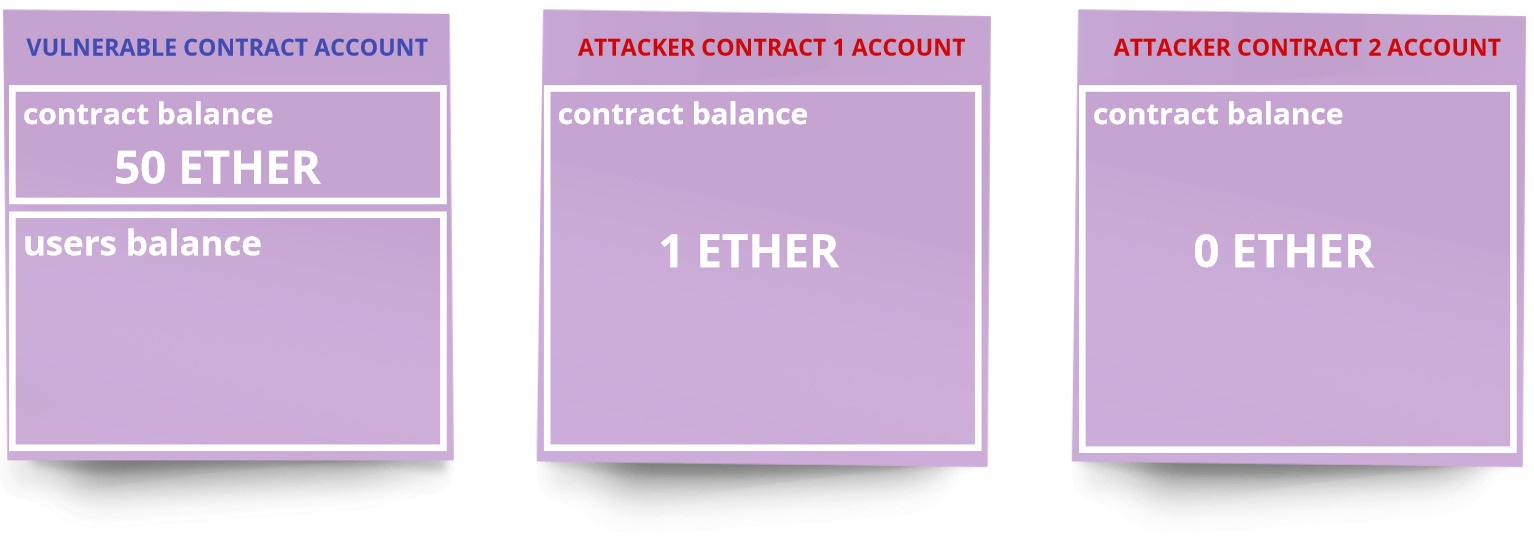 VULNERABLE CONTRACT ACCOUNT
contract balance
50 ETHER
users balance
ATTACKER CONTRACT 1 ACCOUNT
contract balance
1 ETHER
ATTACKER CONTRACT 2 ACCOUNT
contract balance
0 ETHER